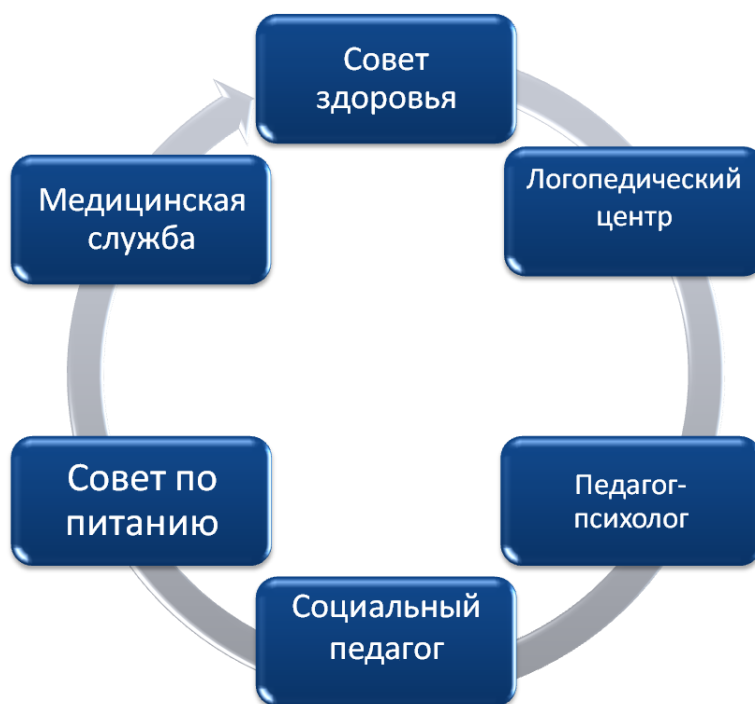 Совет
здоровья
Логопедический
центр
Педагог-
психолог
Социальный
педагог
Совет по
питанию
Медицинская
служба